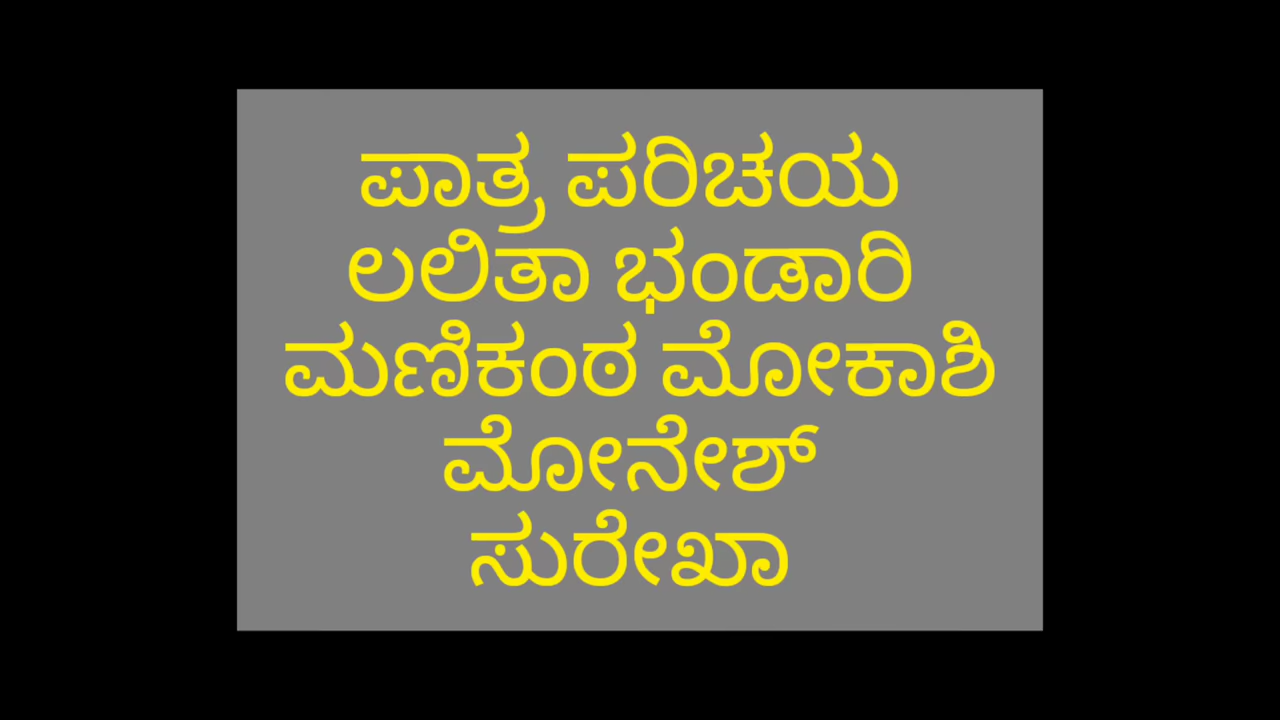 ಪಾತ್ರ ಪರಿಚಯ
ಲಲಿತಾ ಭಂಡಾರಿ
ಮಣಿಕಂಠ ಮೋಕಾಶಿ
ಮೋನೇಶ್
ಸುರೇಖಾ